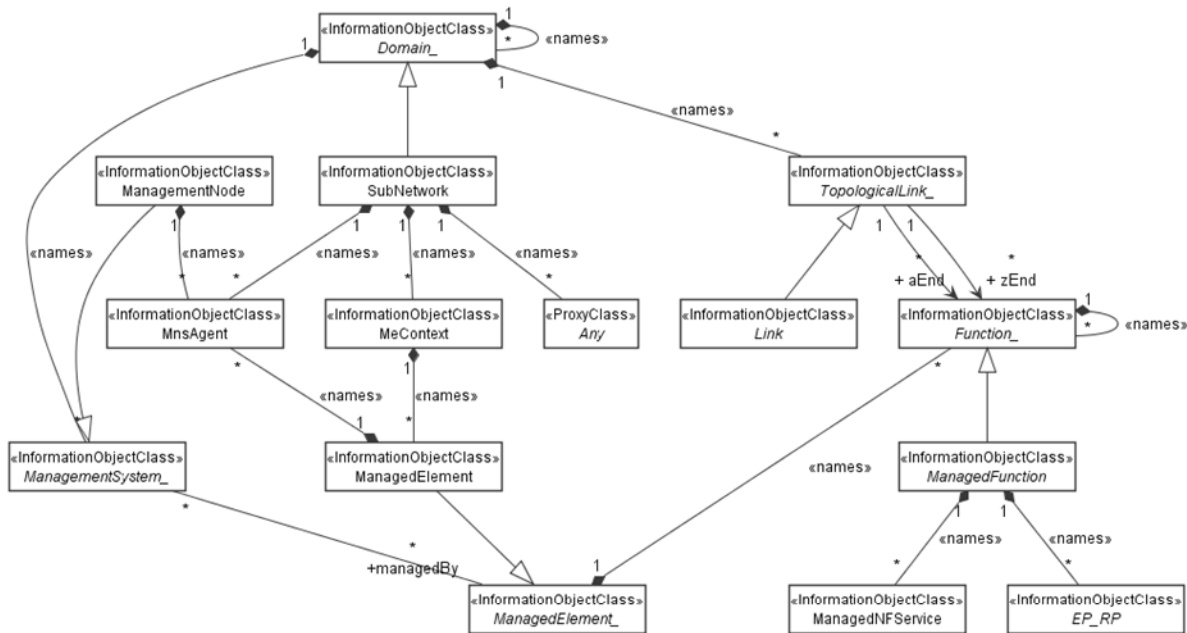 «InformationObjectClass»
Domain_
1
*
«names»
1
1
«names»
*
«InformationObjectClass»
ManagementNode
«InformationObjectClass»
SubNetwork
«InformationObjectClass»
TopologicalLink_
1
1
1
1
1
1
«names»
«names»
«names»
«names»
«names»
*
*
*
*
*
*
+ aEnd
+ zEnd
«InformationObjectClass»
MnsAgent
«InformationObjectClass»
MeContext
«ProxyClass»
Any
«InformationObjectClass»
Link
«InformationObjectClass»
Function_
1
*
«names»
*
1
*
«names»
«names»
1
*
*
«InformationObjectClass»
ManagementSystem_
«InformationObjectClass»
ManagedElement
«names»
«InformationObjectClass»
ManagedFunction
*
1
1
«names»
«names»
*
+managedBy
1
*
*
«InformationObjectClass»
ManagedElement_
«InformationObjectClass»
ManagedNFService
«InformationObjectClass»
EP_RP